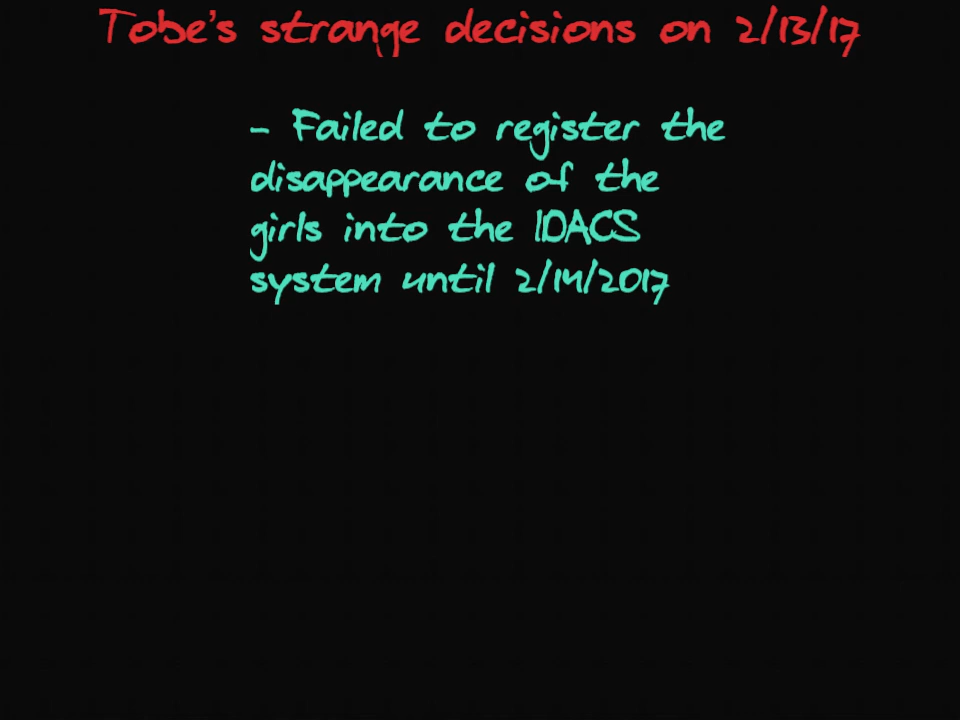 Tobe's strange decisions on 2/13/17
- Failed to register the
disappearance of the
girls into the IDACS
system until 2/14/2017